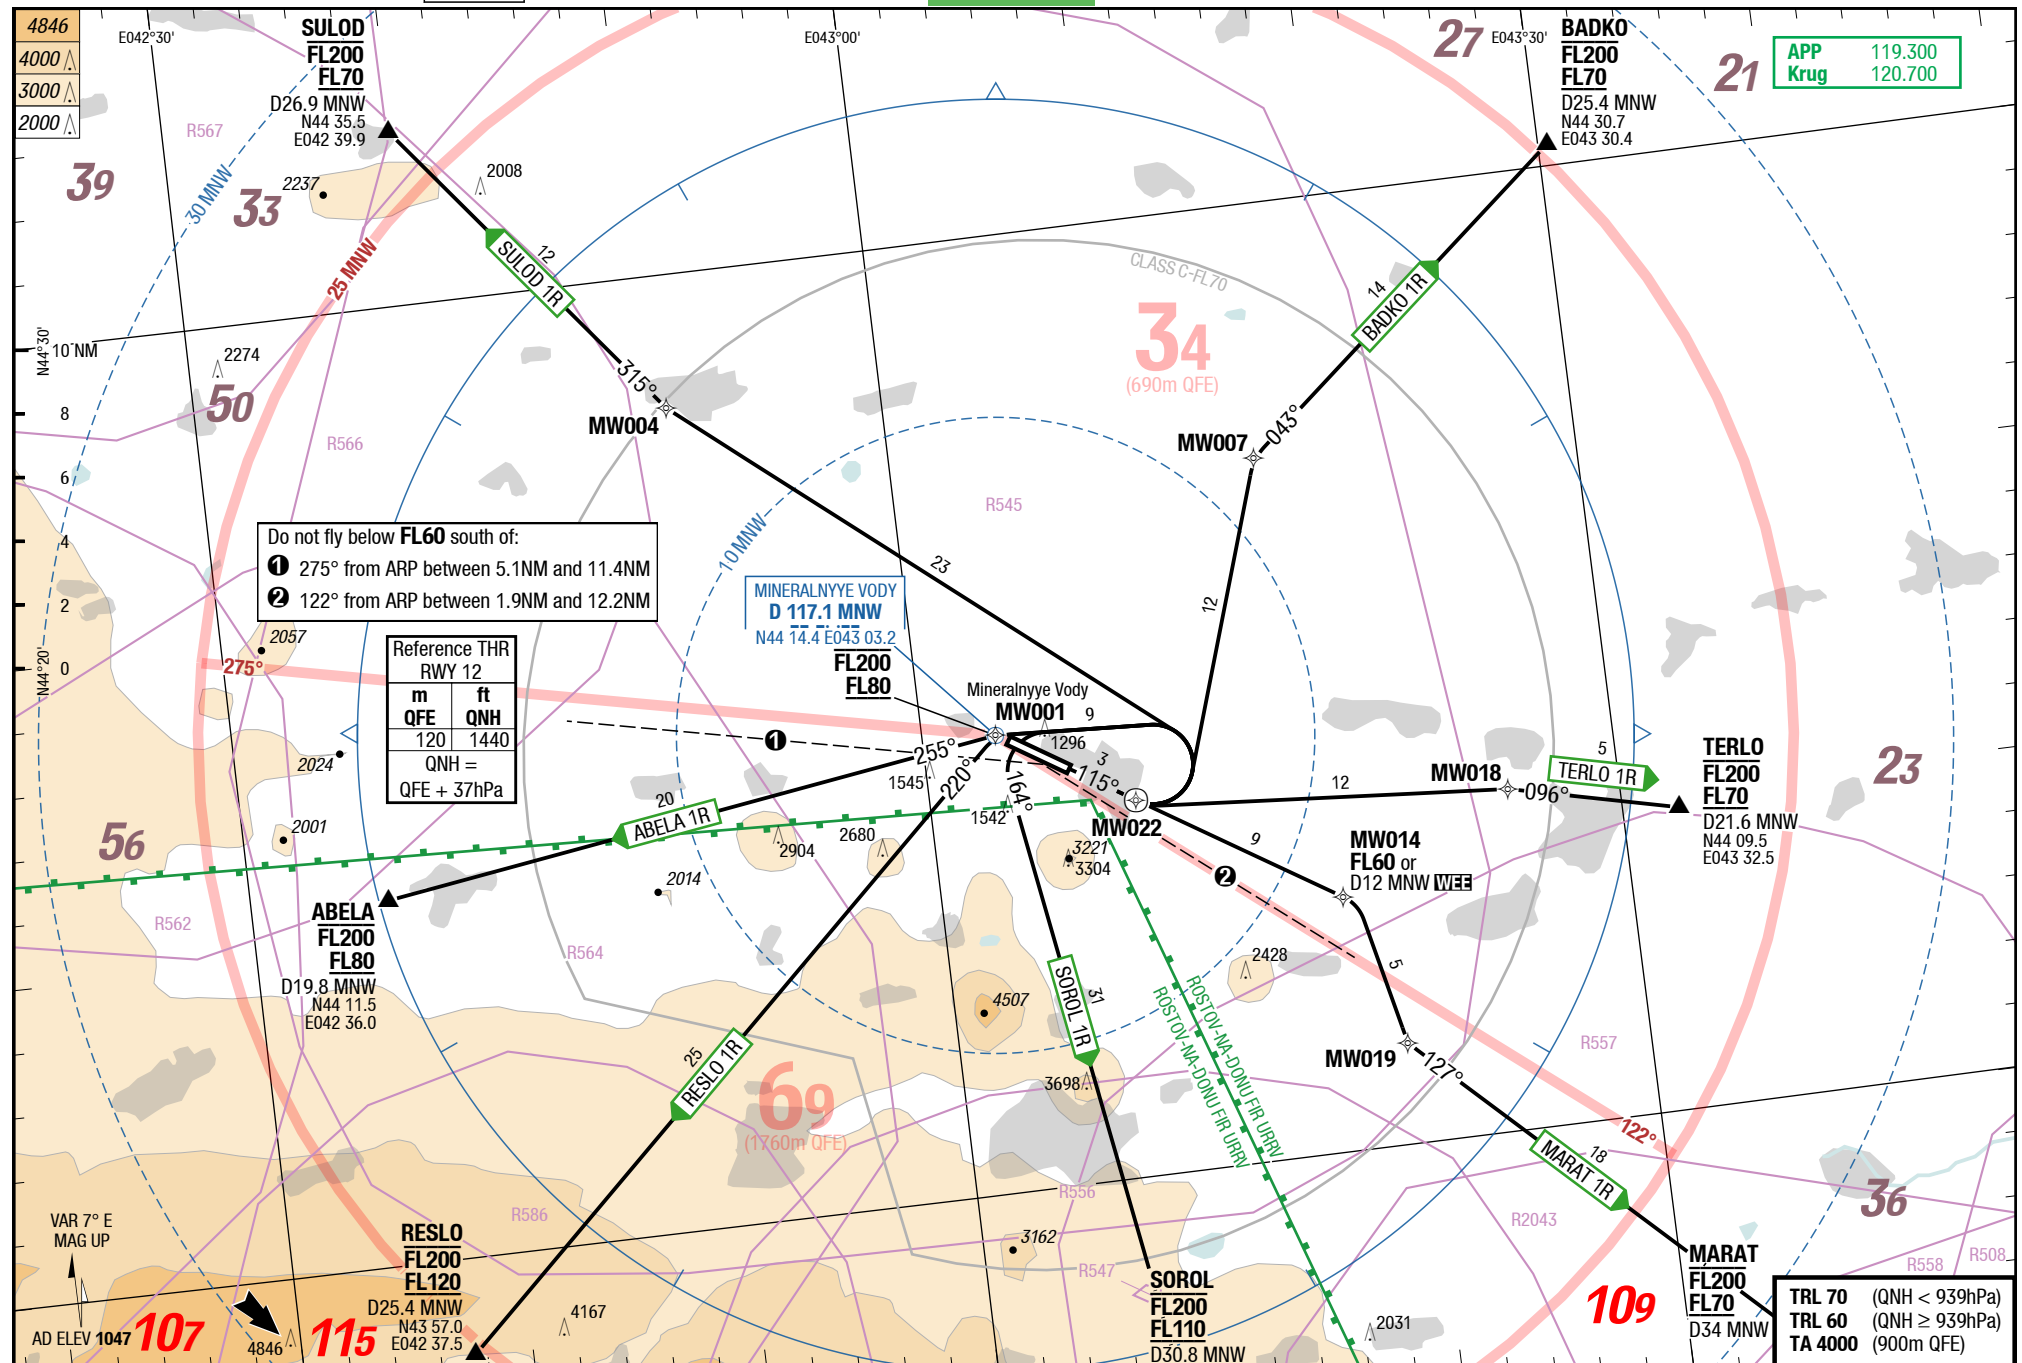 4846
4000
3000
2000
E042°30'
SULOD
FL200
FL70
D26.9 MNW
N44 35.5
E042 39.9
E043°00'
27
E043°30'
BADKO
FL200
FL70
D25.4 MNW
N44 30.7
E043 30.4
21
APP 119.300
Krug 120.700
R567
39
33
30 MNW
2237
2008
25 MNW
12
SULOD 1R
CLASS C-FL70
14
BADKO 1R
34
(690m QFE)
N44°30'
10 NM
2274
50
8
315°
MW004
MW007
043°
R566
6
R545
10 MNW
4
Do not fly below FL60 south of:
1 275° from ARP between 5.1NM and 11.4NM
2 122° from ARP between 1.9NM and 12.2NM
23
12
2
MINERALNYYE VODY
D 117.1 MNW
N44 14.4 E043 03.2
FL200
FL80
2057
N44°20'
0
275°
Reference THR
RWY 12
m ft
QFE QNH
120 1440
QNH =
QFE + 37hPa
Mineralnyye Vody
MW001
9
1296
1
2024
255°
1545
220°
164°
3
115°
1542
MW022
12
MW018
096°
5
TERLO 1R
TERLO
FL200
FL70
D21.6 MNW
N44 09.5
E043 32.5
23
20
ABELA 1R
2001
56
2904
2680
3221
3304
9
MW014
FL60 or
D12 MNW WEE
2
2014
ABELA
FL200
FL80
D19.8 MNW
N44 11.5
E042 36.0
R562
R564
5
2428
4507
SOROL 1R
31
ROSTOV-NA-DONU FIR URRV
ROSTOV-NA-DONU FIR URRV
R557
25
RESLO 1R
69
(1760m QFE)
3698
MW019
127°
122°
18
MARAT 1R
R556
36
R586
R2043
VAR 7° E
MAG UP
RESLO
FL200
FL120
D25.4 MNW
N43 57.0
E042 37.5
3162
R547
SOROL
FL200
FL110
D30.8 MNW
MARAT
FL200
FL70
D34 MNW
R558
R508
AD ELEV 1047
107
4846
115
4167
2031
109
TRL 70 (QNH < 939hPa)
TRL 60 (QNH ≥ 939hPa)
TA 4000 (900m QFE)